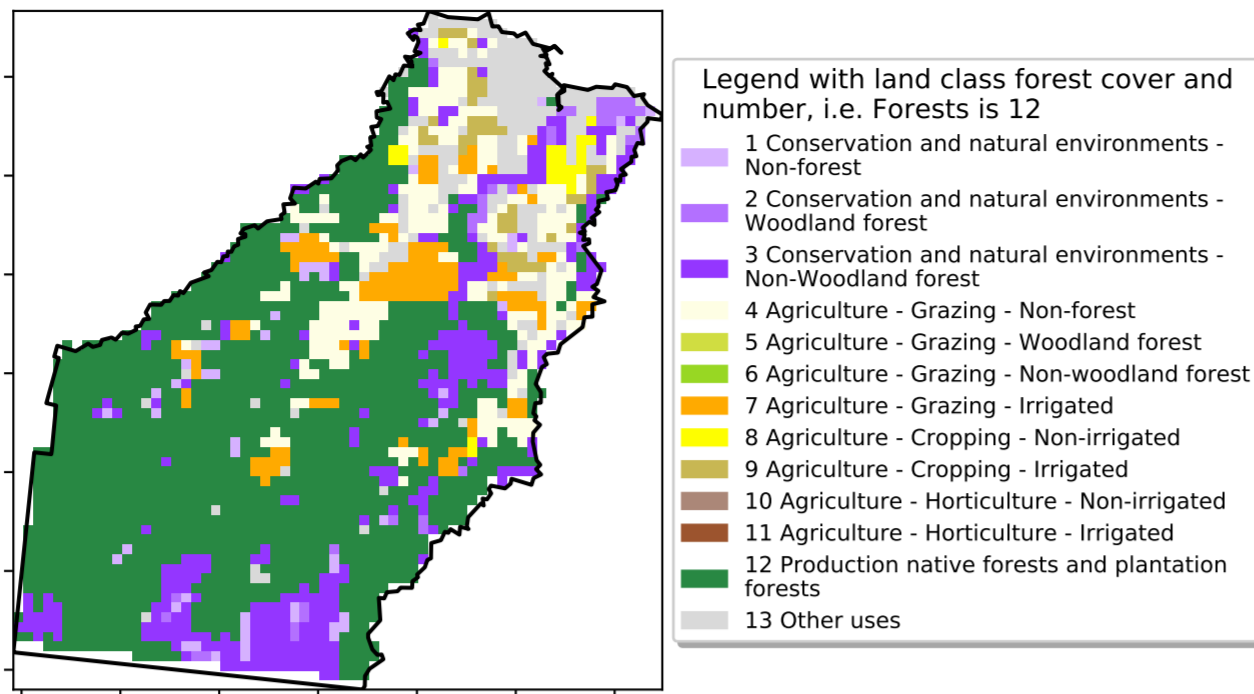 Legend with land class forest cover and
number, i.e. Forests is 12
1 Conservation and natural environments -
Non-forest
2 Conservation and natural environments -
Woodland forest
3 Conservation and natural environments -
Non-Woodland forest
4 Agriculture - Grazing - Non-forest
5 Agriculture - Grazing - Woodland forest
6 Agriculture - Grazing - Non-woodland forest
7 Agriculture - Grazing - Irrigated
8 Agriculture - Cropping - Non-irrigated
9 Agriculture - Cropping - Irrigated
10 Agriculture - Horticulture - Non-irrigated
11 Agriculture - Horticulture - Irrigated
12 Production native forests and plantation
forests
13 Other uses